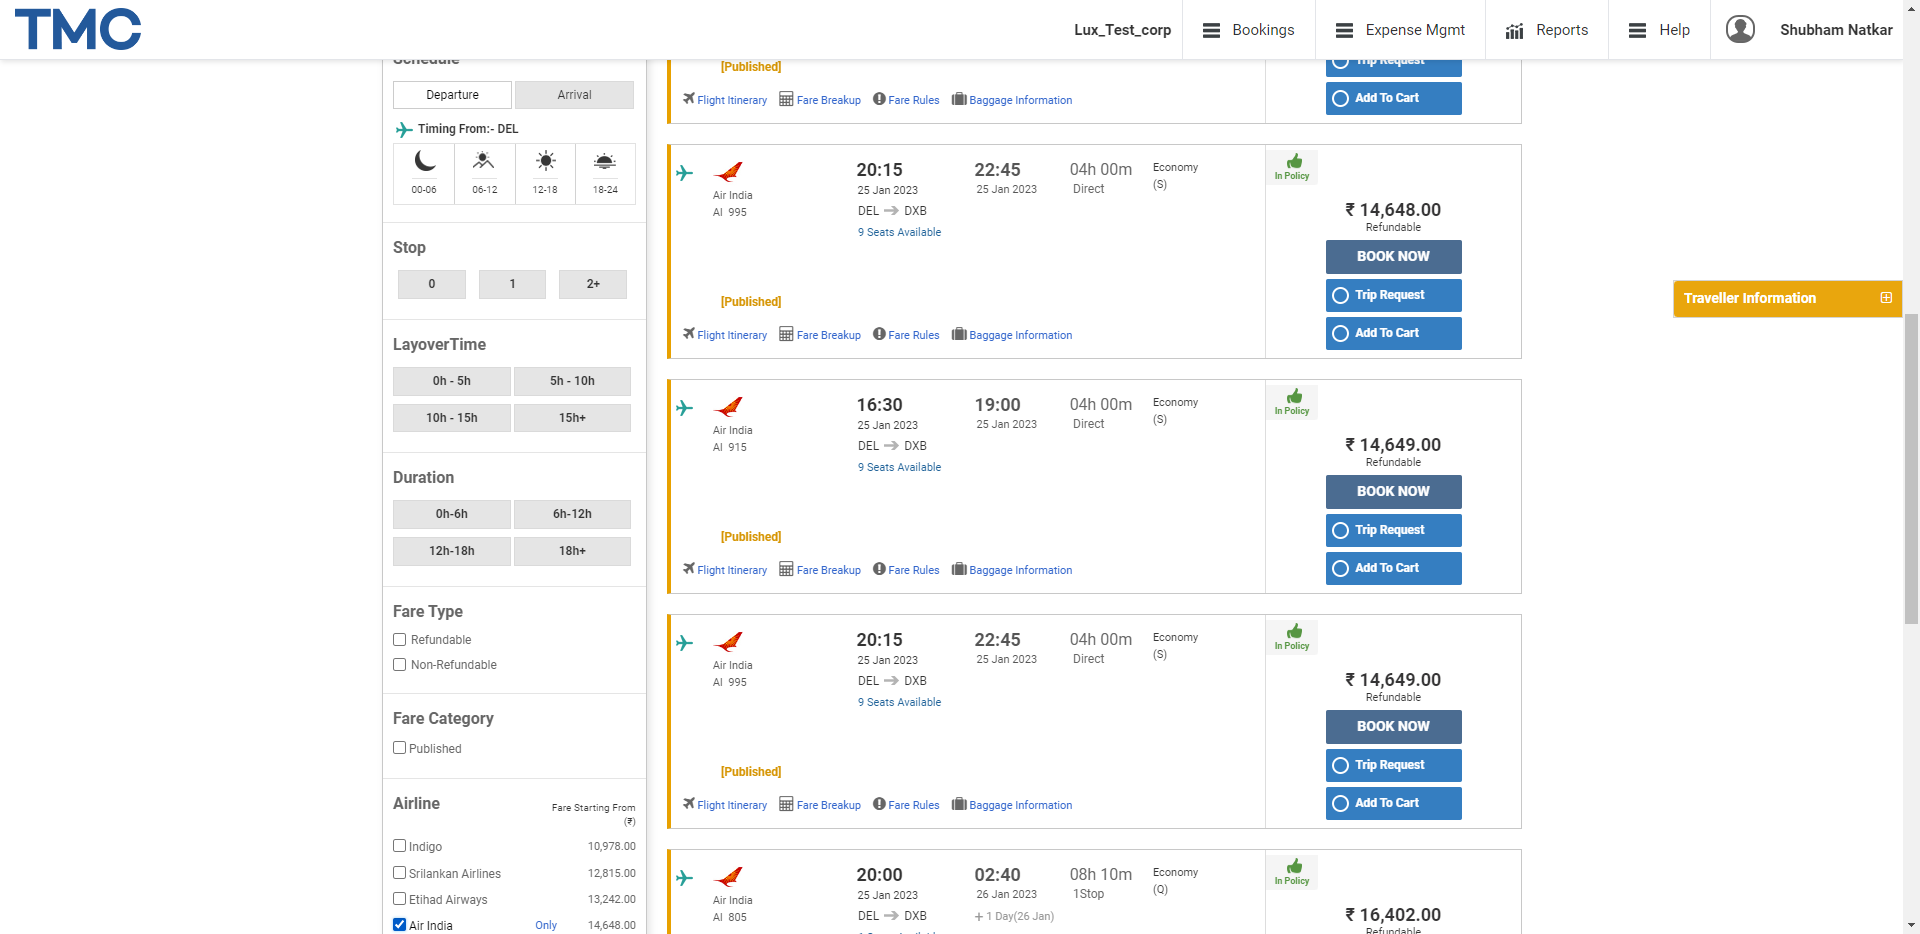 TMC
Lux_Test_corp
Bookings
Expense Mgmt
Reports
Help
Shubham Natkar
Schedule
Departure
Arrival
Timing From:- DEL
00-06
06-12
12-18
18-24
Stop
0
1
2+
LayoverTime
0h - 5h
5h - 10h
10h - 15h
15h+
Duration
0h-6h
6h-12h
12h-18h
18h+
Fare Type
Refundable
Non-Refundable
Fare Category
Published
Airline
Fare Starting From
(₹)
Indigo
10,978.00
Srilankan Airlines
12,815.00
Etihad Airways
13,242.00
Air India
Only
14,648.00
[Published]
Flight Itinerary
Fare Breakup
Fare Rules
Baggage Information
Trip Request
Add To Cart
Air India
AI 995
20:15
25 Jan 2023
DEL DXB
9 Seats Available
22:45
25 Jan 2023
04h 00m
Direct
Economy
(S)
[Published]
Flight Itinerary
Fare Breakup
Fare Rules
Baggage Information
In Policy
₹ 14,648.00
Refundable
BOOK NOW
Trip Request
Add To Cart
Air India
AI 915
16:30
25 Jan 2023
DEL DXB
9 Seats Available
19:00
25 Jan 2023
04h 00m
Direct
Economy
(S)
[Published]
Flight Itinerary
Fare Breakup
Fare Rules
Baggage Information
In Policy
₹ 14,649.00
Refundable
BOOK NOW
Trip Request
Add To Cart
Air India
AI 995
20:15
25 Jan 2023
DEL DXB
9 Seats Available
22:45
25 Jan 2023
04h 00m
Direct
Economy
(S)
[Published]
Flight Itinerary
Fare Breakup
Fare Rules
Baggage Information
In Policy
₹ 14,649.00
Refundable
BOOK NOW
Trip Request
Add To Cart
Air India
AI 805
20:00
25 Jan 2023
DEL DXB
02:40
26 Jan 2023
+ 1 Day(26 Jan)
08h 10m
1Stop
Economy
(Q)
In Policy
₹ 16,402.00
Refundable
Traveller Information